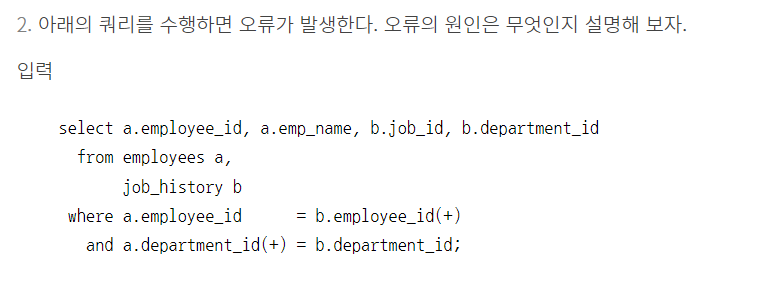 2. 아래의 쿼리를 수행하면 오류가 발생한다. 오류의 원인은 무엇인지 설명해 보자.
입력
select a.employee_id, a.emp_name, b.job_id, b.department_id
from employees a,
job_history b
where a.employee_id = b.employee_id(+)
and a.department_id(+) = b.department_id;